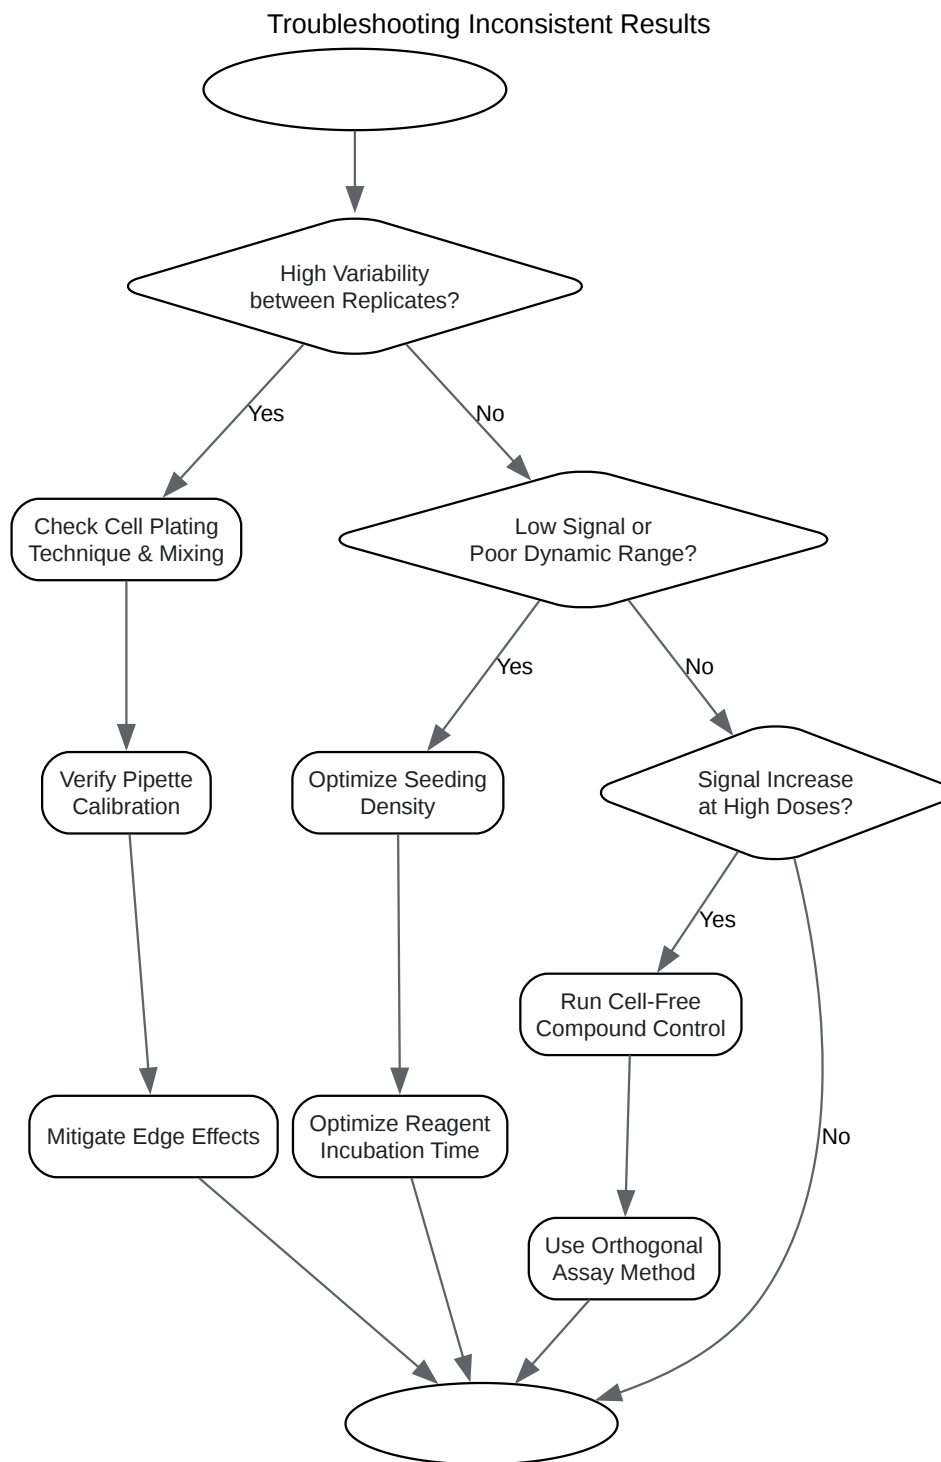 Troubleshooting Inconsistent Results
High Variability
between Replicates?
Yes
No
Check Cell Plating
Technique & Mixing
Low Signal or
Poor Dynamic Range?
Yes
No
Verify Pipette
Calibration
Optimize Seeding
Density
Signal Increase
at High Doses?
Yes
Run Cell-Free
Compound Control
Mitigate Edge Effects
Optimize Reagent
Incubation Time
No
Use Orthogonal
Assay Method